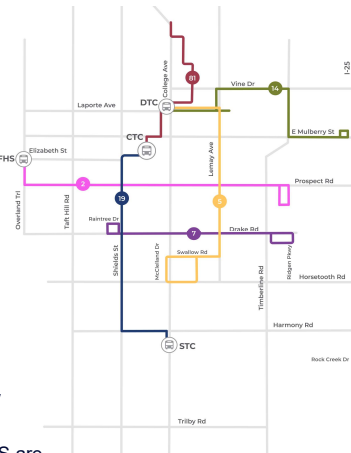 I-25
College Ave
81
Vine Dr
14
DTC
Laporte Ave
E Mulberry St
CTC
Lemay Ave
FHS
Elizabeth St
2
Prospect Rd
Overland Trl
Taft Hill Rd
19
5
Raintree Dr
7
Drake Rd
Shields St
McClelland Dr
Swallow Rd
Timberline Rd
Ridgen Pkwy
Horsetooth Rd
Harmony Rd
STC
Rock Creek Dr
Trilby Rd
S are